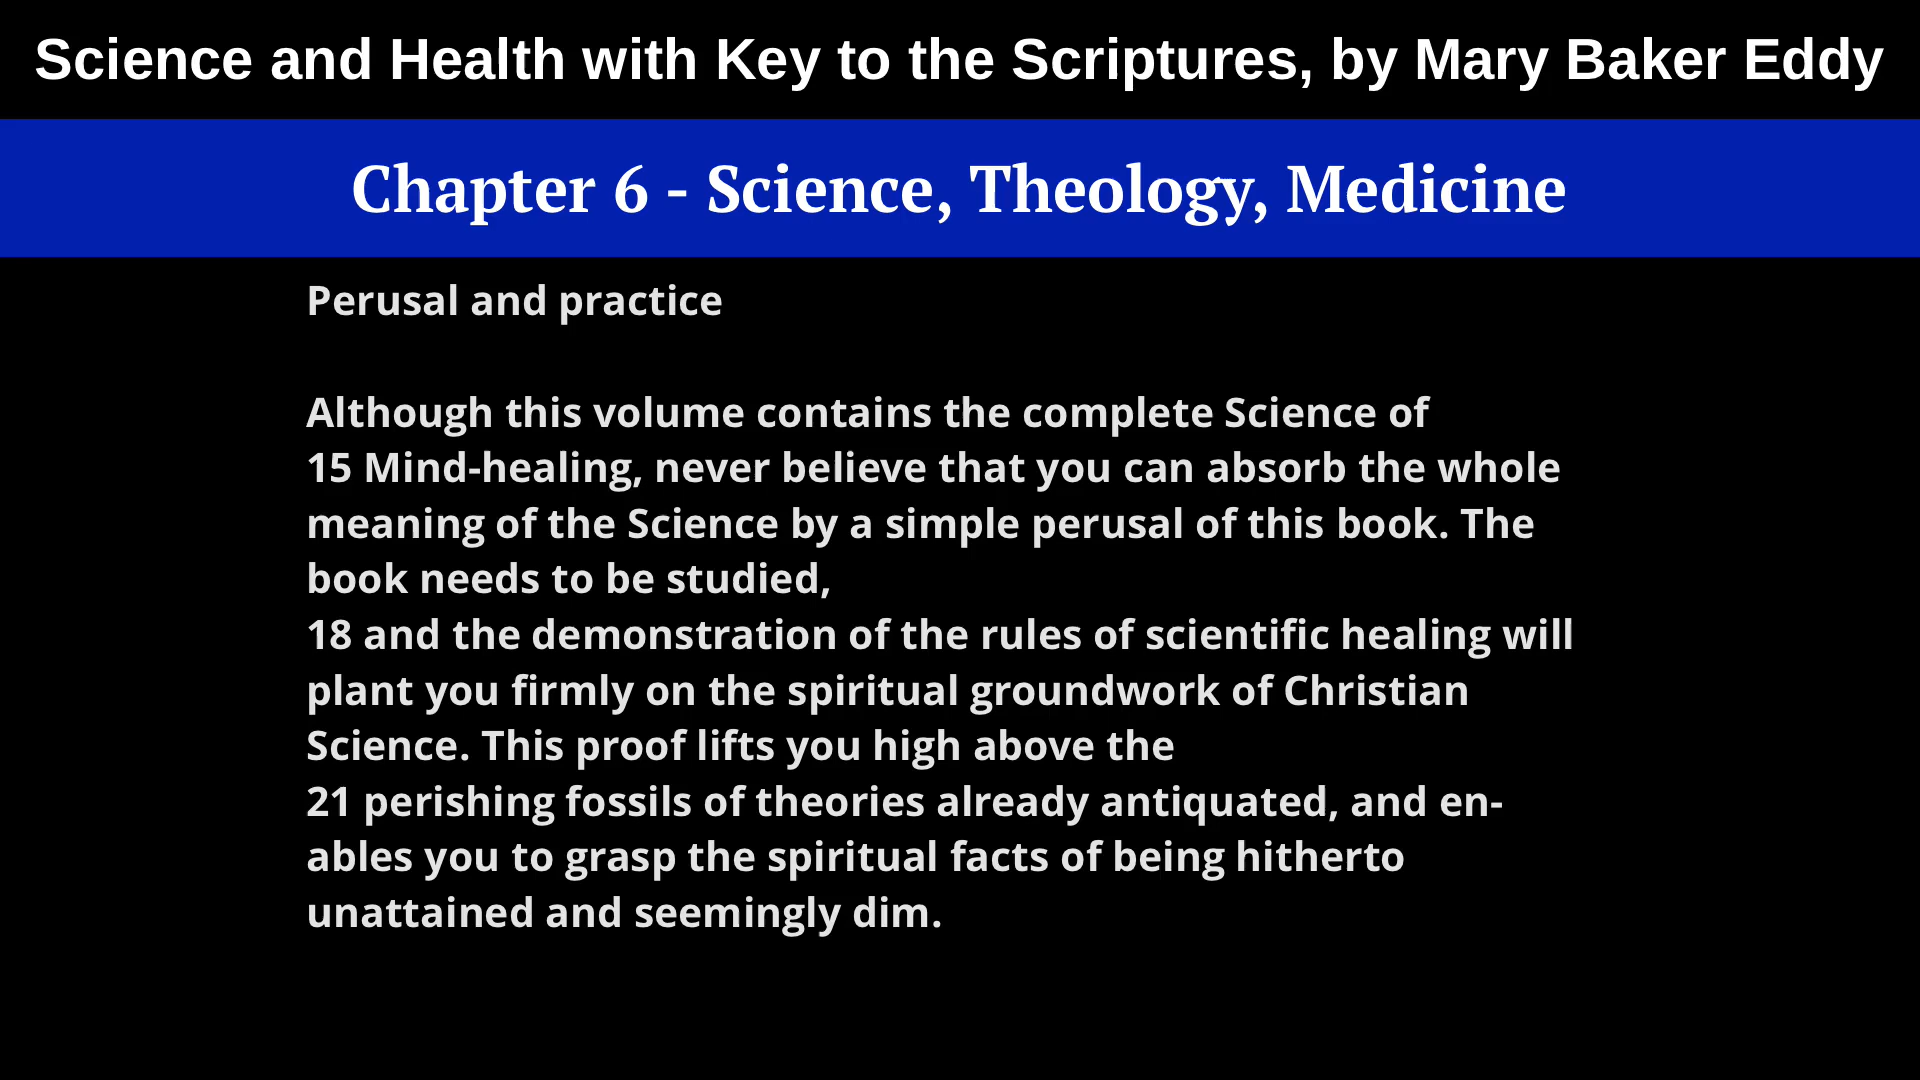 Science and Health with Key to the Scriptures, by Mary Baker Eddy
Chapter 6 - Science, Theology, Medicine
Perusal and practice
Although this volume contains the complete Science of
15 Mind-healing, never believe that you can absorb the whole
meaning of the Science by a simple perusal of this book. The
book needs to be studied,
18 and the demonstration of the rules of scientific healing will
plant you firmly on the spiritual groundwork of Christian
Science. This proof lifts you high above the
21 perishing fossils of theories already antiquated, and en-
ables you to grasp the spiritual facts of being hitherto
unattained and seemingly dim.